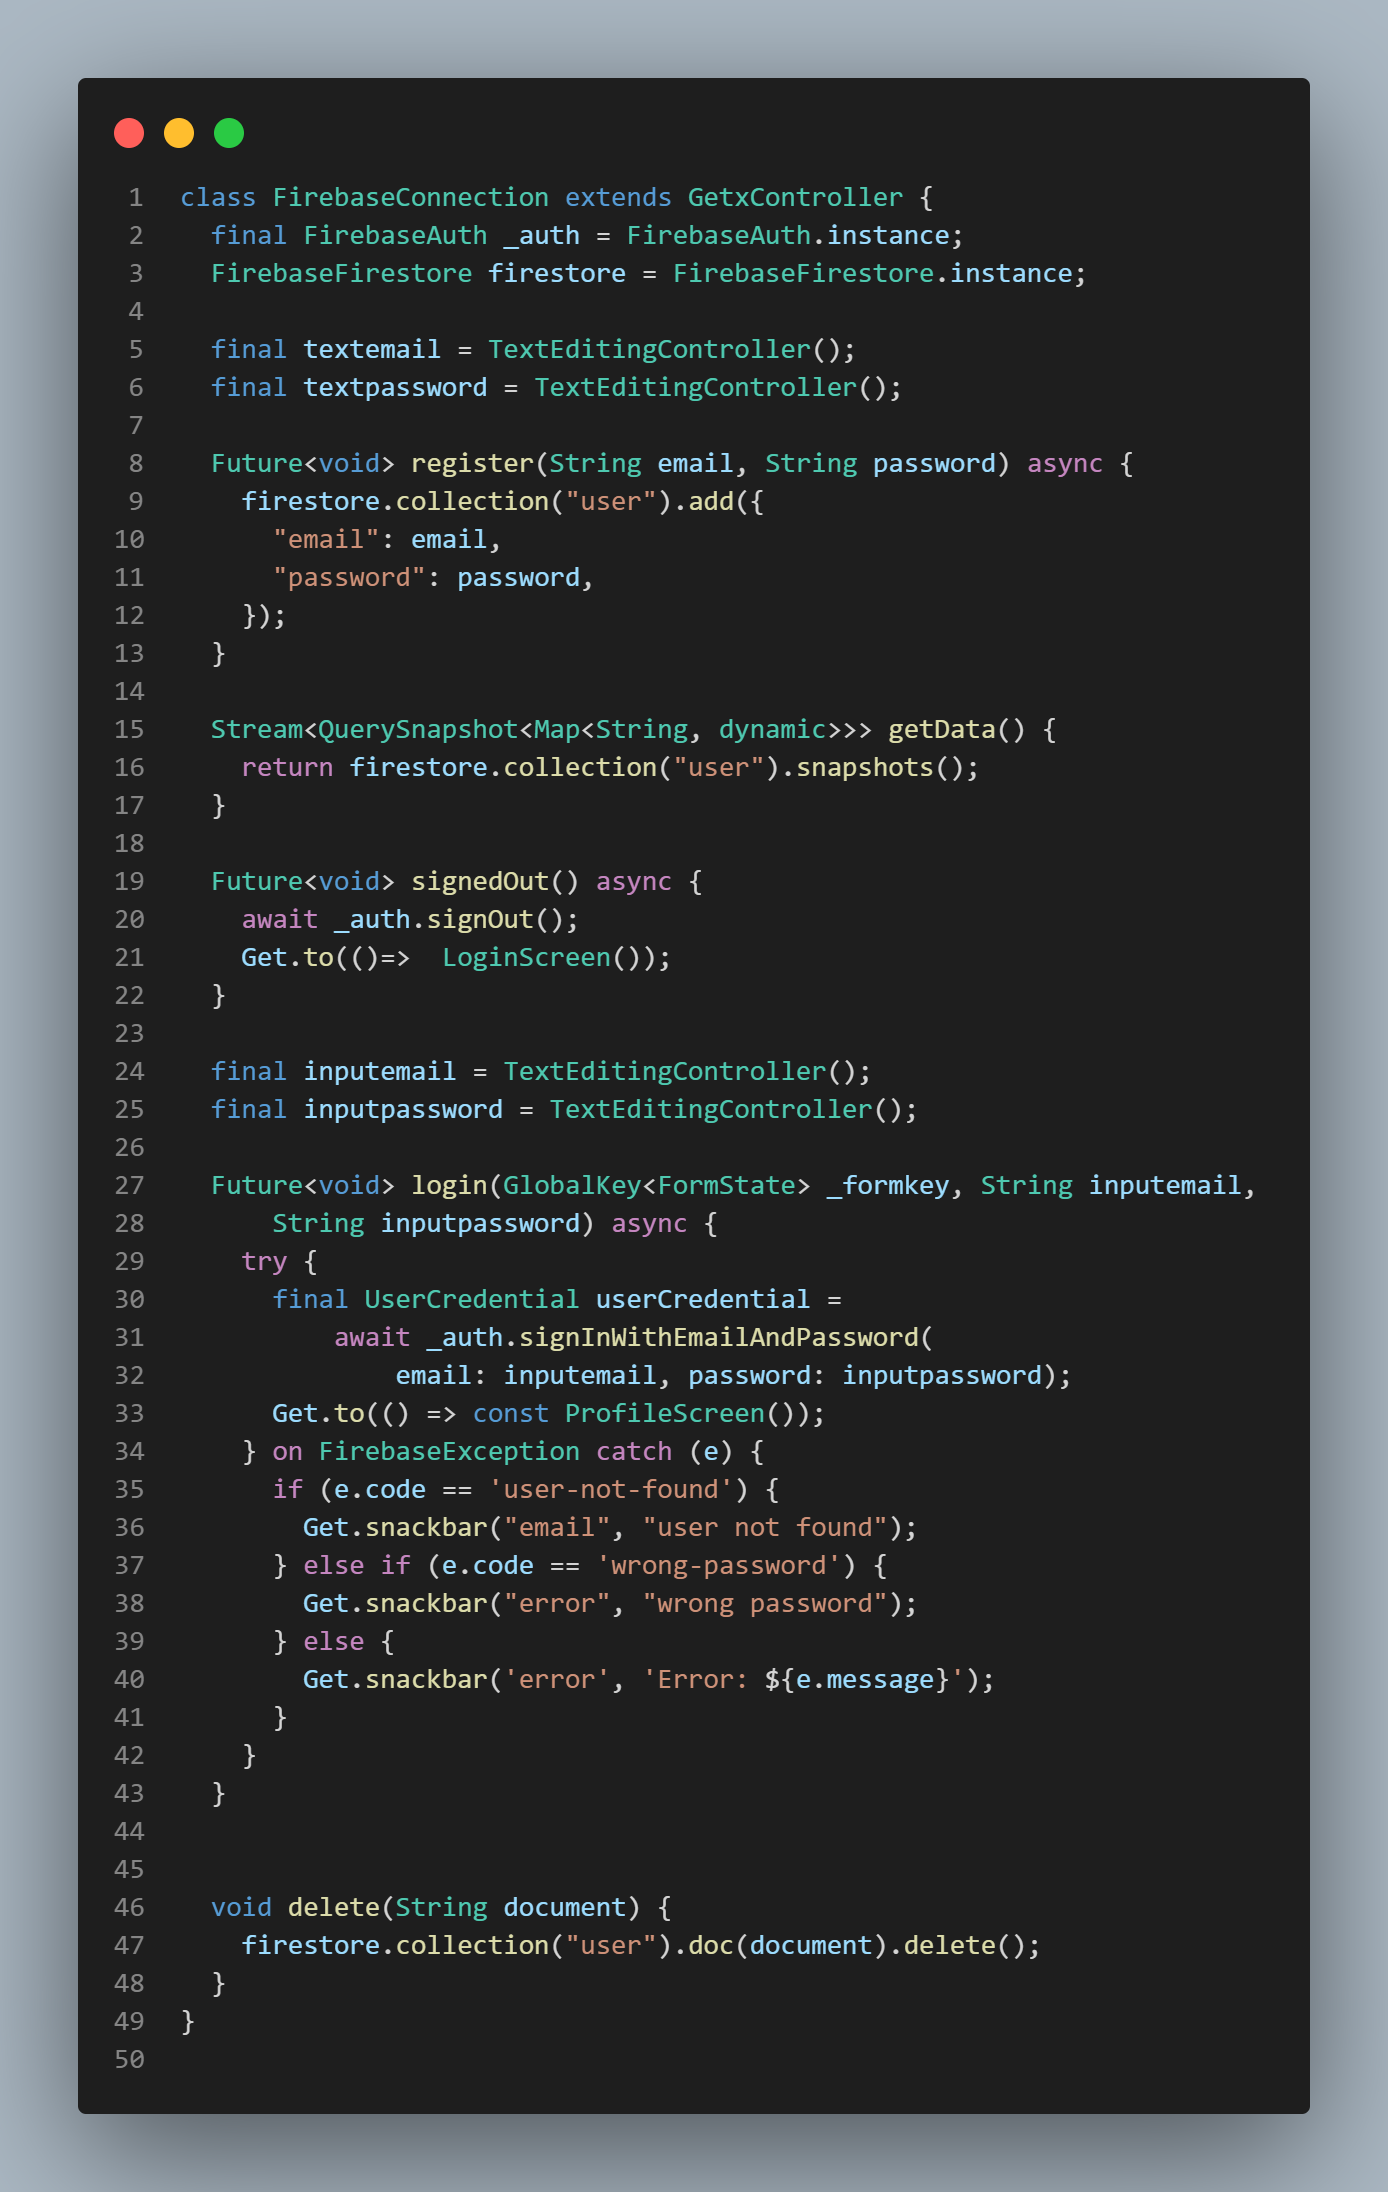 1 class FirebaseConnection extends GetxController {
2   final FirebaseAuth _auth = FirebaseAuth.instance;
3   FirebaseFirestore firestore = FirebaseFirestore.instance;
4
5   final textemail = TextEditingController();
6   final textpassword = TextEditingController();
7
8   Future<void> register(String email, String password) async {
9     firestore.collection("user").add({
10       "email": email,
11       "password": password,
12     });
13   }
14
15   Stream<QuerySnapshot<Map<String, dynamic>>> getData() {
16     return firestore.collection("user").snapshots();
17   }
18
19   Future<void> signedOut() async {
20     await _auth.signOut();
21     Get.to(()=>  LoginScreen());
22   }
23
24   final inputemail = TextEditingController();
25   final inputpassword = TextEditingController();
26
27   Future<void> login(GlobalKey<FormState> _formkey, String inputemail,
28       String inputpassword) async {
29     try {
30       final UserCredential userCredential =
31           await _auth.signInWithEmailAndPassword(
32               email: inputemail, password: inputpassword);
33       Get.to(() => const ProfileScreen());
34     } on FirebaseException catch (e) {
35       if (e.code == 'user-not-found') {
36         Get.snackbar("email", "user not found");
37       } else if (e.code == 'wrong-password') {
38         Get.snackbar("error", "wrong password");
39       } else {
40         Get.snackbar('error', 'Error: ${e.message}');
41       }
42     }
43   }
44
45
46   void delete(String document) {
47     firestore.collection("user").doc(document).delete();
48   }
49 }
50